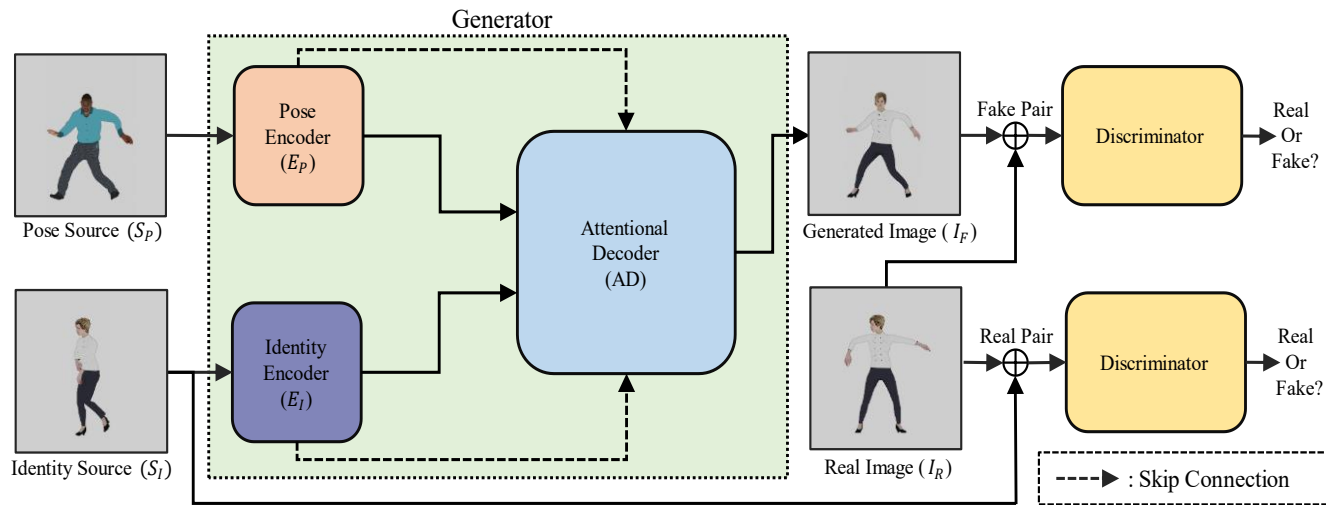 Generator
Pose
Encoder
(E_P)
Pose Source (S_P)
Identity
Encoder
(E_I)
Identity Source (S_I)
Attentional
Decoder
(AD)
Generated Image ( I_F)
Fake Pair
Discriminator
Real
Or
Fake?
Real Image (I_R)
Real Pair
Discriminator
Real
Or
Fake?
: Skip Connection